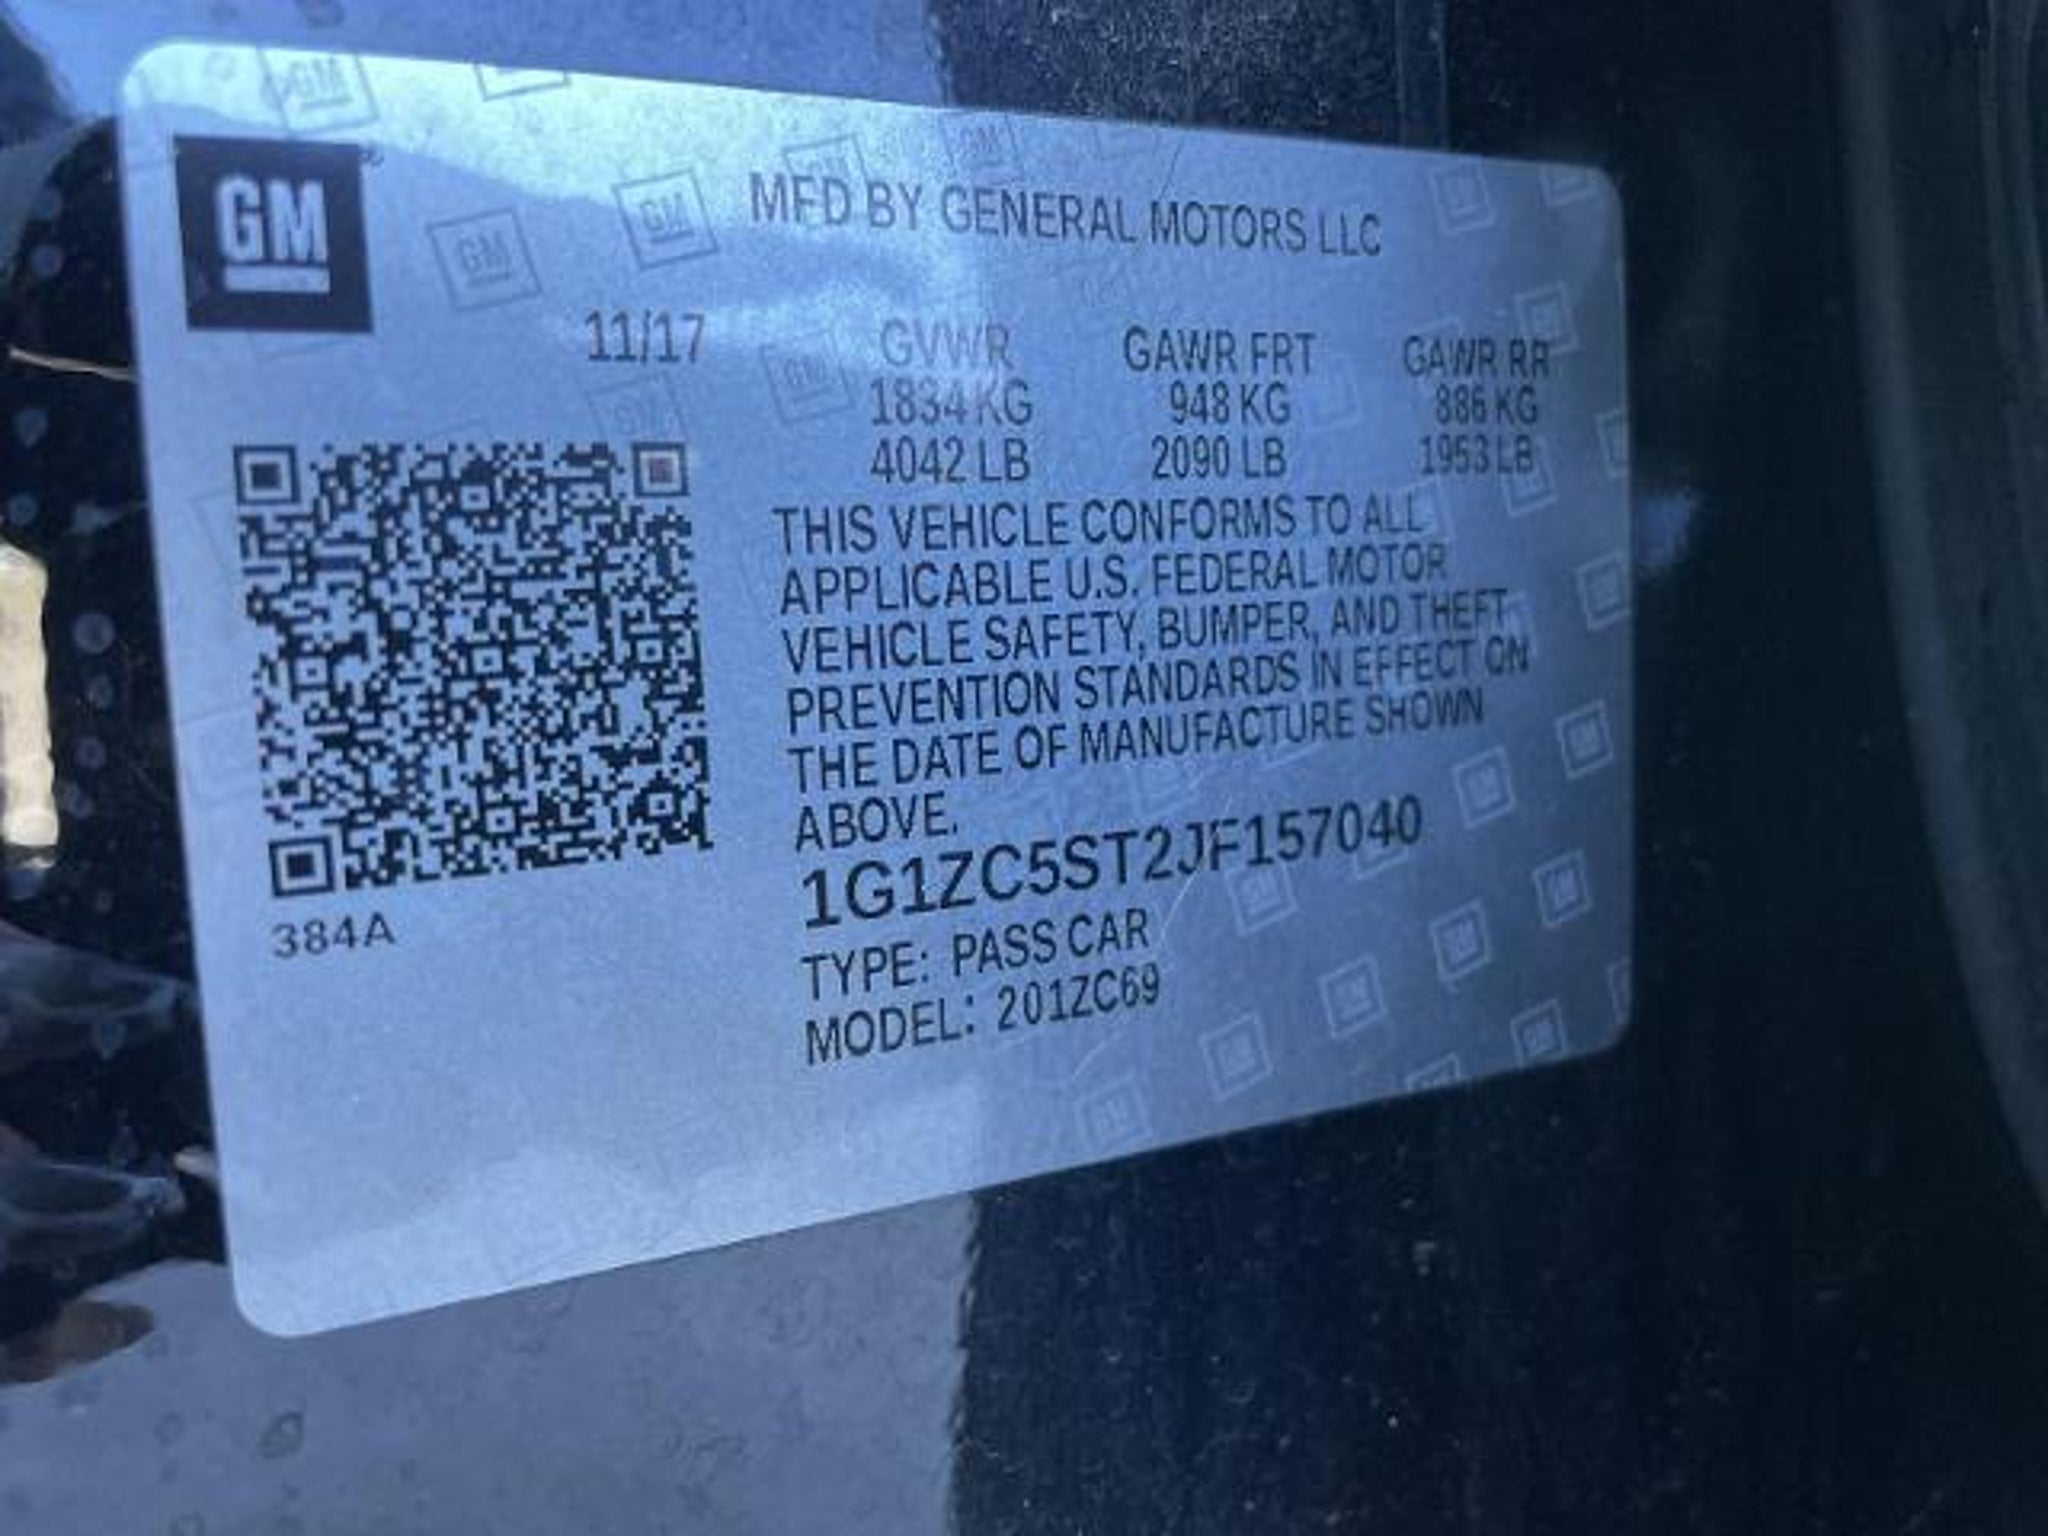 GM
MFD BY GENERAL MOTORS LLC
11/17 GVWR GAWR FRT GAWR RR
1834 KG 948 KG 886 KG
4042 LB 2090 LB 1953 LB
THIS VEHICLE CONFORMS TO ALL
APPLICABLE U.S. FEDERAL MOTOR
VEHICLE SAFETY, BUMPER, AND THEFT
PREVENTION STANDARDS IN EFFECT ON
THE DATE OF MANUFACTURE SHOWN
ABOVE.
1G1ZC5ST2JF157040
384A
TYPE: PASS CAR
MODEL: 201ZC69